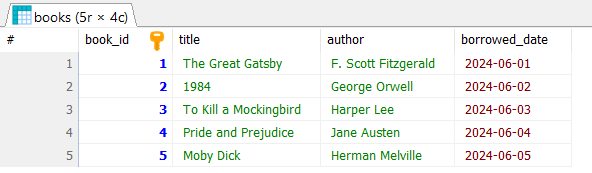 books (5r × 4c)
# book_id title author borrowed_date
1 1 The Great Gatsby F. Scott Fitzgerald 2024-06-01
2 2 1984 George Orwell 2024-06-02
3 3 To Kill a Mockingbird Harper Lee 2024-06-03
4 4 Pride and Prejudice Jane Austen 2024-06-04
5 5 Moby Dick Herman Melville 2024-06-05